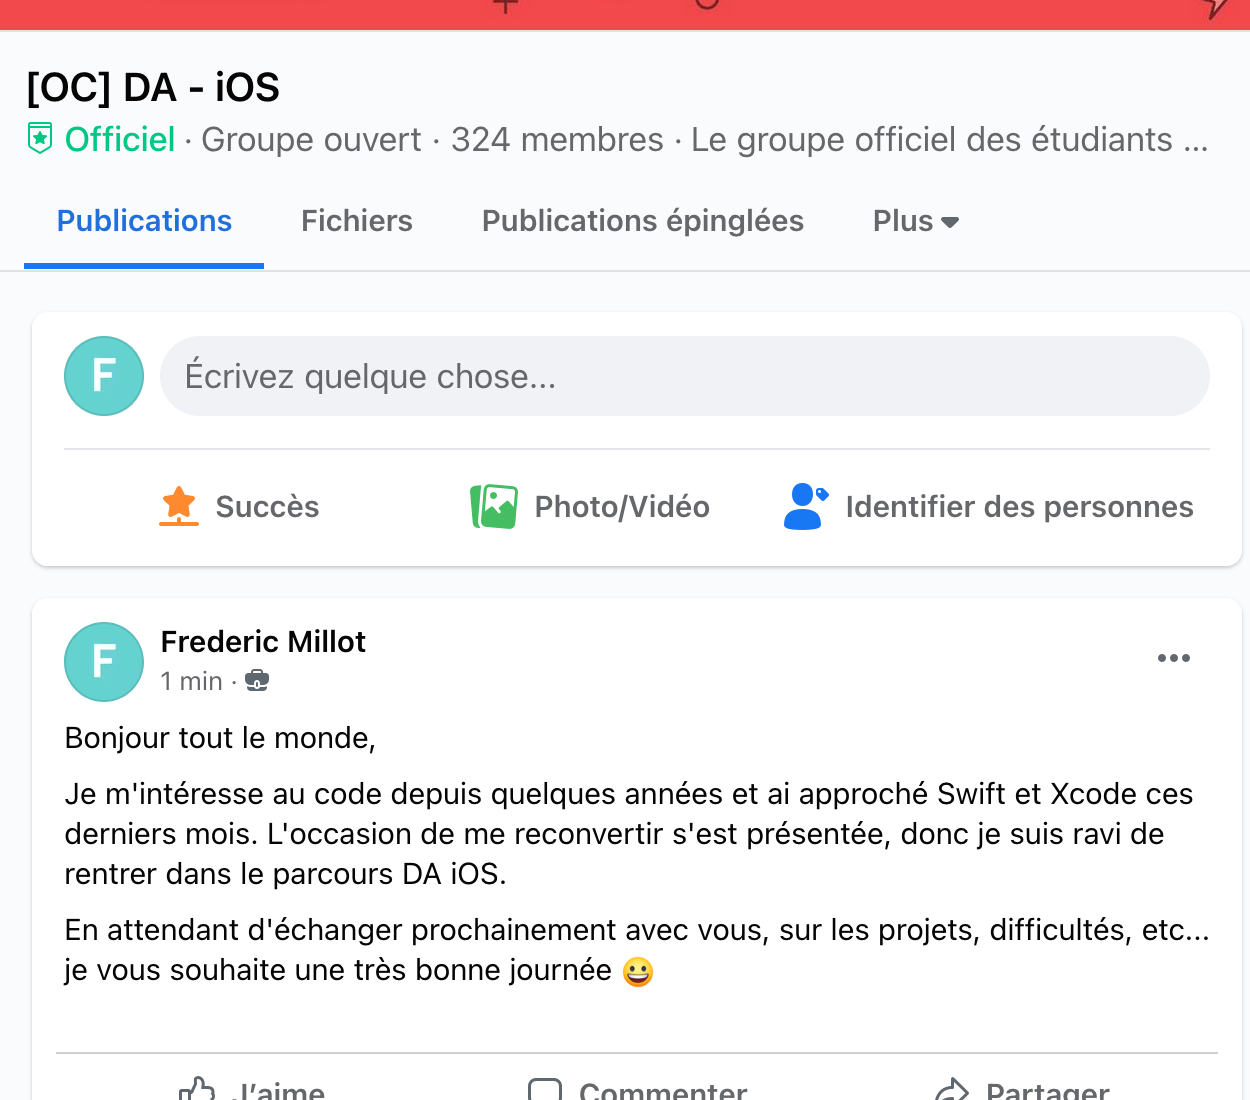 [OC] DA - iOS
Officiel · Groupe ouvert · 324 membres · Le groupe officiel des étudiants ...
Publications Fichiers Publications épinglées Plus
F Écrivez quelque chose...
Succès Photo/Vidéo Identifier des personnes
F Frederic Millot
1 min ·
Bonjour tout le monde,
Je m'intéresse au code depuis quelques années et ai approché Swift et Xcode ces
derniers mois. L'occasion de me reconvertir s'est présentée, donc je suis ravi de
rentrer dans le parcours DA iOS.
En attendant d'échanger prochainement avec vous, sur les projets, difficultés, etc...
je vous souhaite une très bonne journée 😀
J'aime Commenter Partager